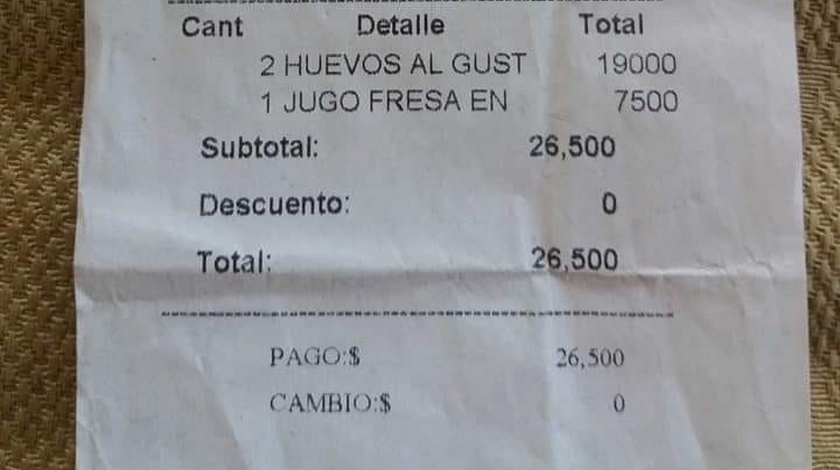 Cant Detalle Total
2 HUEVOS AL GUST 19000
1 JUGO FRESA EN 7500
Subtotal: 26,500
Descuento: 0
Total: 26,500
PAGO:$ 26,500
CAMBIO:$ 0